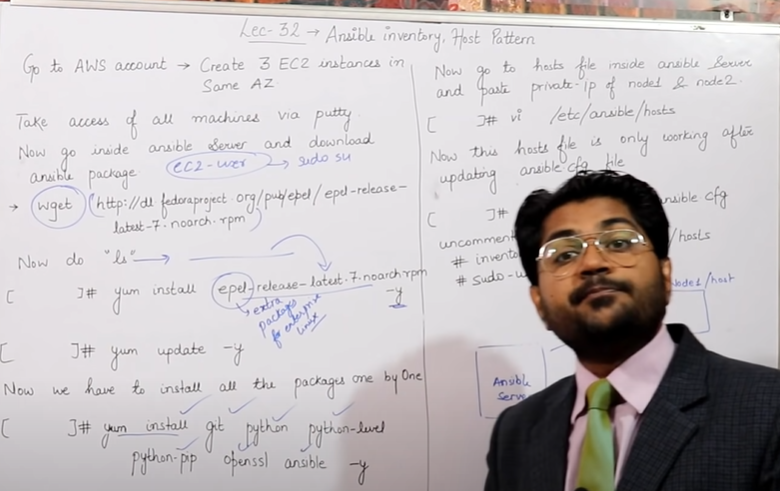 Lec-32 → Ansible inventory, Host Pattern
Go to AWS account → Create 3 EC2 instances in
Same AZ
Take access of all machines via putty
Now go inside ansible Server and download
ansible package
EC2-user → sudo su
→ wget http://dl.fedoraproject.org/pub/epel/epel-release-
latest-7.noarch.rpm
Now do "ls" →
[ ]# yum install epel-release-latest-7.noarch.rpm
-y
extra
packages
for enterprise
linux
[ ]# yum update -y
Now we have to install all the packages one by One
[ ]# yum install git python python-level
python-pip openssl ansible -y
Now go to hosts file inside ansible Server
and paste private-ip of node1 & node2.
[ ]# vi /etc/ansible/hosts
Now this hosts file is only working after
updating ansible.cfg file
[ ]#
uncomment
/hosts
# invento
# sudo-u
Node1/host
Ansible
Serve